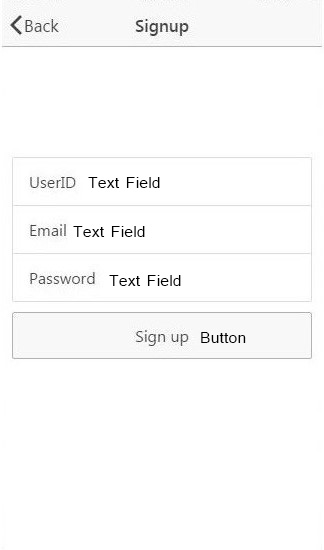 Back Signup
UserID Text Field
Email Text Field
Password Text Field
Sign up Button